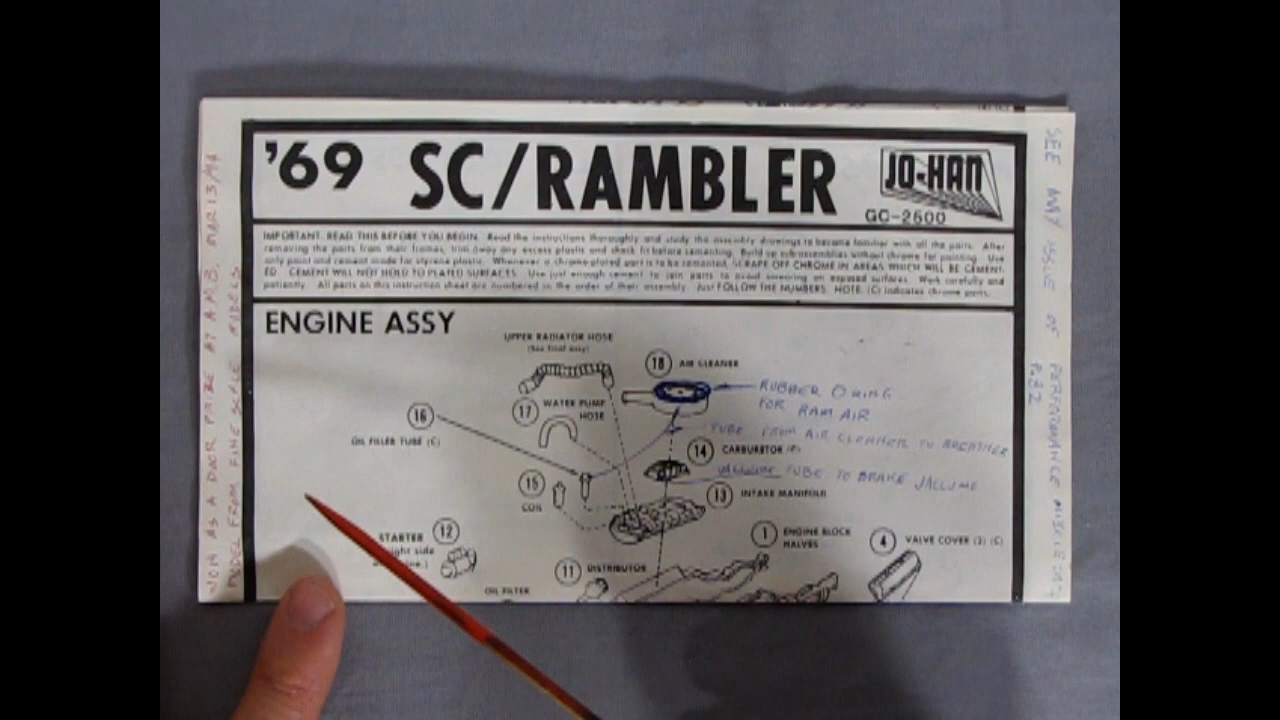 '69 SC/RAMBLER
JO-HAN
GC-2500
IMPORTANT. READ THIS BEFORE YOU BEGIN. Read the instructions thoroughly and study the assembly drawings to become familiar with all the parts. After
removing the parts from their frames, trim away any excess plastic and check fit before cementing. Build up sub-assemblies without chrome for painting. Use
only paint and cement made for styrene plastic. Whenever a chrome-plated part is to be cemented, SCRAPE OFF CHROME IN AREAS WHICH WILL BE CEMENT-
ED. CEMENT WILL NOT HOLD TO PLATED SURFACES. Use just enough cement to join parts to avoid smearing on exposed surfaces. Work carefully and
patiently. All parts on this instruction sheet are numbered in the order of their assembly. Just FOLLOW THE NUMBERS. NOTE: (C) indicates chrome parts.
ENGINE ASSY
UPPER RADIATOR HOSE
(See final assy)
18 AIR CLEANER
RUBBER O RING
FOR RAM AIR
17 WATER PUMP
HOSE
16
OIL FILLER TUBE (C)
TUBE FROM AIR CLEANER TO BREATHER
14 CARBURETOR
TUBE TO BRAKE
15
COIL
13 INTAKE MANIFOLD
12
STARTER
ight side
1 ENGINE BLOCK
HALVES
4 VALVE COVER (2) (C)
11 DISTRIBUTOR
OIL FILTER
WON AS A DOOR PRIZE AT MAR 13/94
MODEL FROM FINE SCALE
SEE MAY ISSUE OF PERFORMANCE
P.82